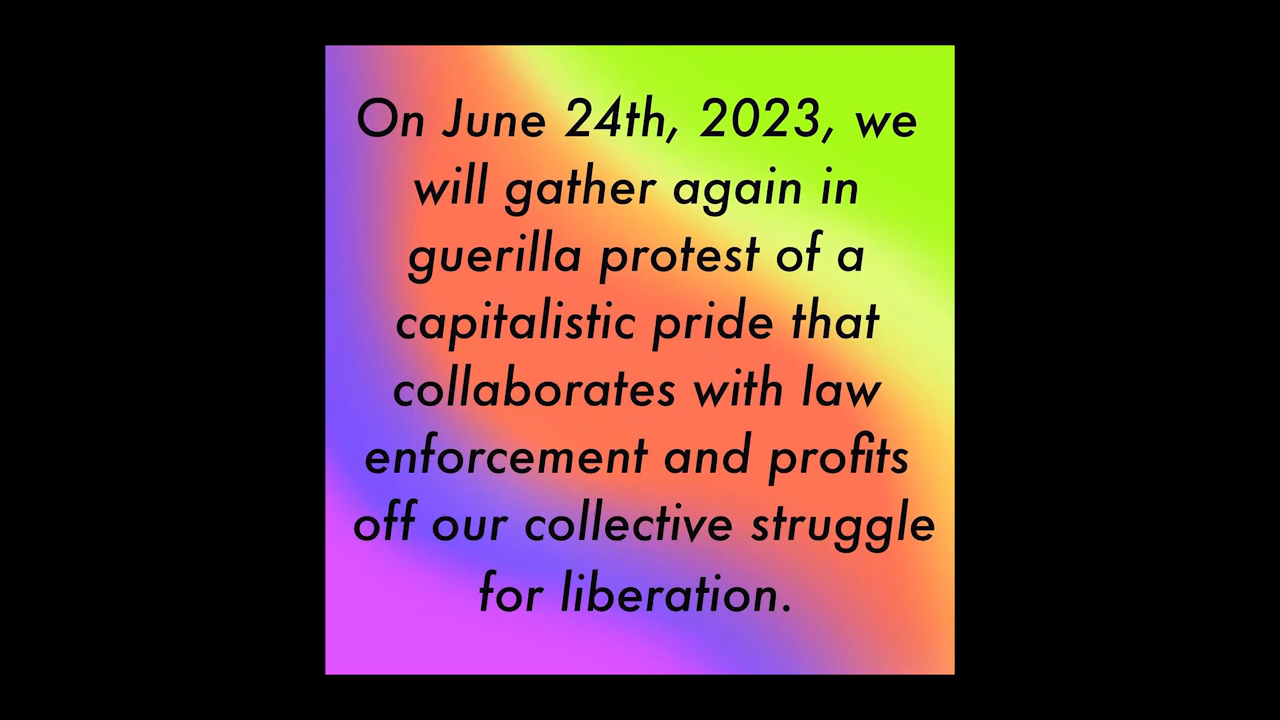 On June 24th, 2023, we
will gather again in
guerilla protest of a
capitalistic pride that
collaborates with law
enforcement and profits
off our collective struggle
for liberation.